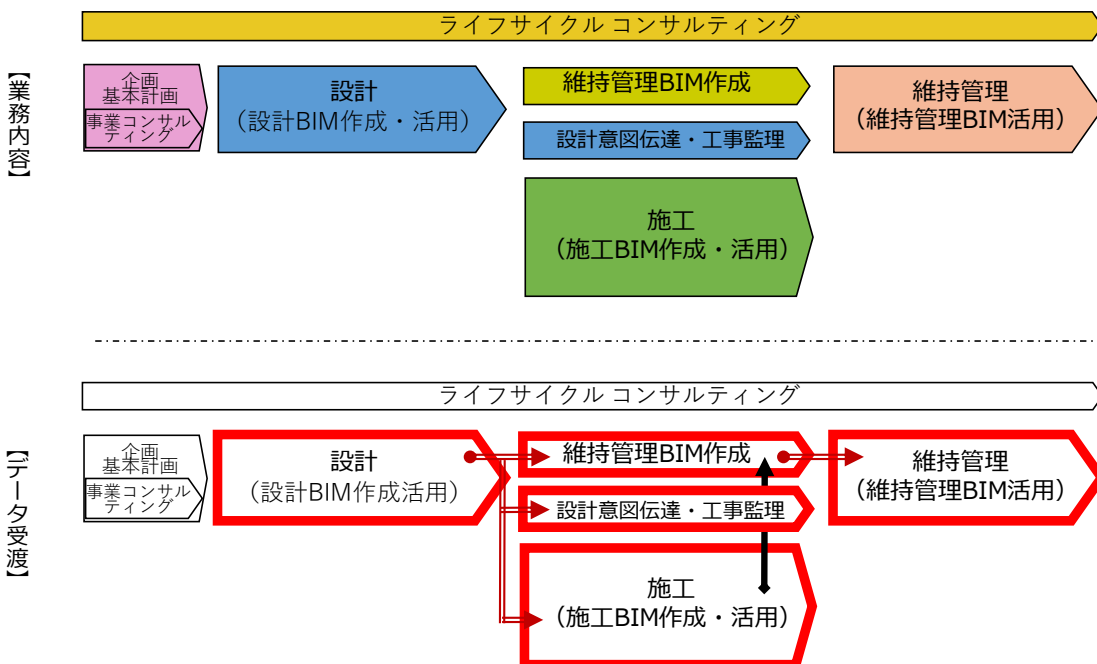 ライフサイクル コンサルティング
【業務内容】
企画
基本計画
事業コンサル
ティング
設計
（設計BIM作成・活用）
維持管理BIM作成
設計意図伝達・工事監理
施工
（施工BIM作成・活用）
維持管理
（維持管理BIM活用）
ライフサイクル コンサルティング
【データ受渡】
企画
基本計画
事業コンサル
ティング
設計
（設計BIM作成活用）
維持管理BIM作成
設計意図伝達・工事監理
施工
（施工BIM作成・活用）
維持管理
（維持管理BIM活用）